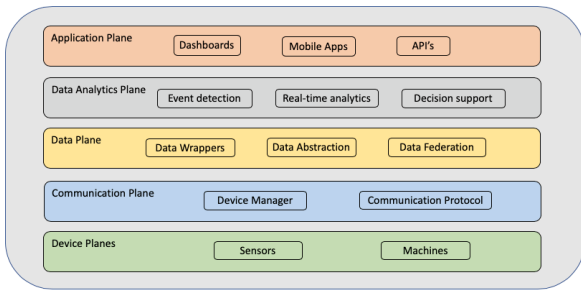 Application Plane
Dashboards
Mobile Apps
API's
Data Analytics Plane
Event detection
Real-time analytics
Decision support
Data Plane
Data Wrappers
Data Abstraction
Data Federation
Communication Plane
Device Manager
Communication Protocol
Device Planes
Sensors
Machines